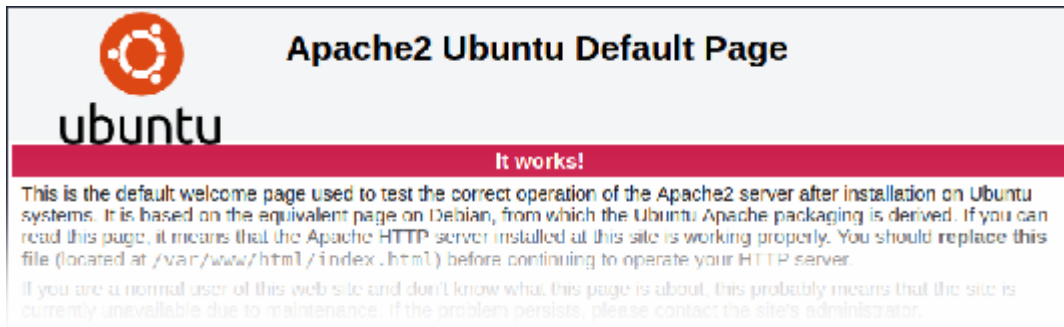 Apache2 Ubuntu Default Page
ubuntu
It works!
This is the default welcome page used to test the correct operation of the Apache2 server after installation on Ubuntu
systems. It is based on the equivalent page on Debian, from which the Ubuntu Apache packaging is derived. If you can
read this page, it means that the Apache HTTP server installed at this site is working properly. You should replace this
file (located at /var/www/html/index.html) before continuing to operate your HTTP server.
If you are a normal user of this web site and don't know what this page is about, this probably means that the site is
currently unavailable due to maintenance. If the problem persists, please contact the site's administrator.